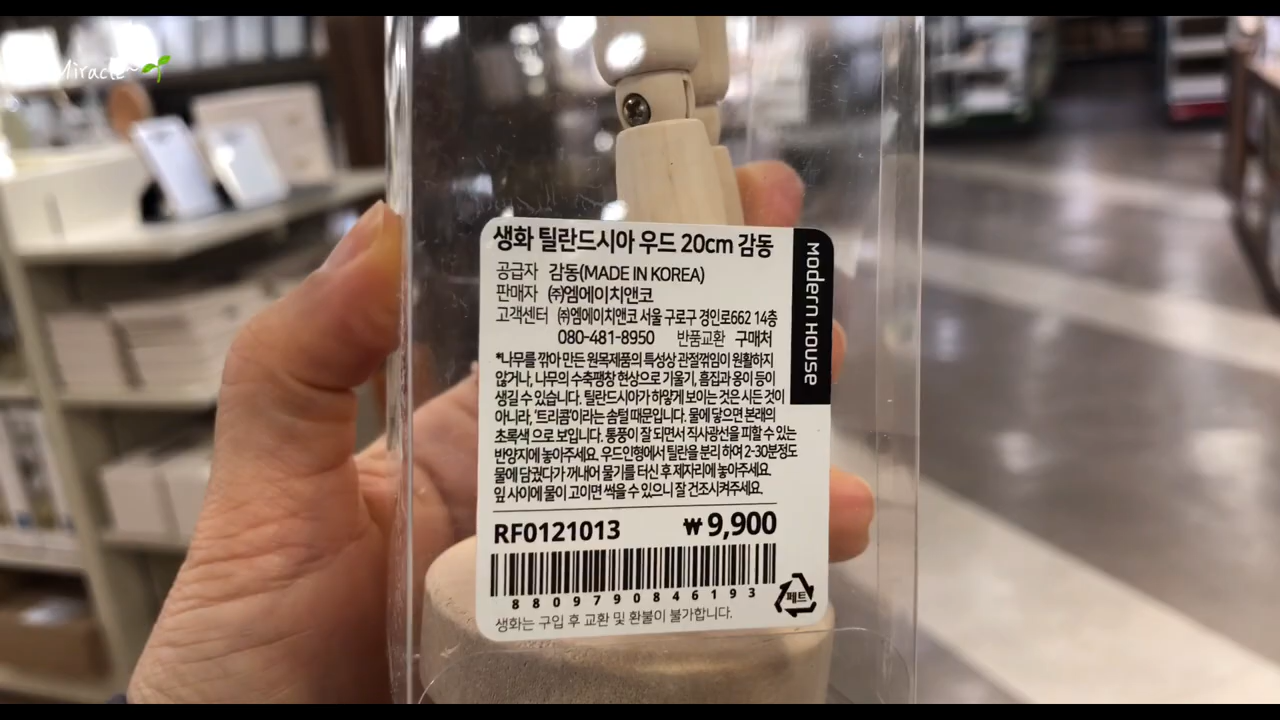 Miracle~
생화 틸란드시아 우드 20cm 감동
공급자 감동(MADE IN KOREA)
판매자 ㈜엠에이치앤코
고객센터 ㈜엠에이치앤코 서울 구로구 경인로662 14층
080-481-8950 반품교환 구매처
*나무를 깎아 만든 원목제품의 특성상 관절꺾임이 원활하지
않거나, 나무의 수축팽창 현상으로 기울기, 흠집과 옹이 등이
생길 수 있습니다. 틸란드시아가 하얗게 보이는 것은 시든 것이
아니라, '트리콤'이라는 솜털 때문입니다. 물에 닿으면 본래의
초록색 으로 보입니다. 통풍이 잘 되면서 직사광선을 피할 수 있는
반양지에 놓아주세요. 우드인형에서 틸란을 분리 하여 2-30분정도
물에 담궜다가 꺼내어 물기를 터신 후 제자리에 놓아주세요.
잎 사이에 물이 고이면 썩을 수 있으니 잘 건조시켜주세요.
RF0121013 ₩ 9,900
8809790846193
페트
생화는 구입 후 교환 및 환불이 불가합니다.
Modern House